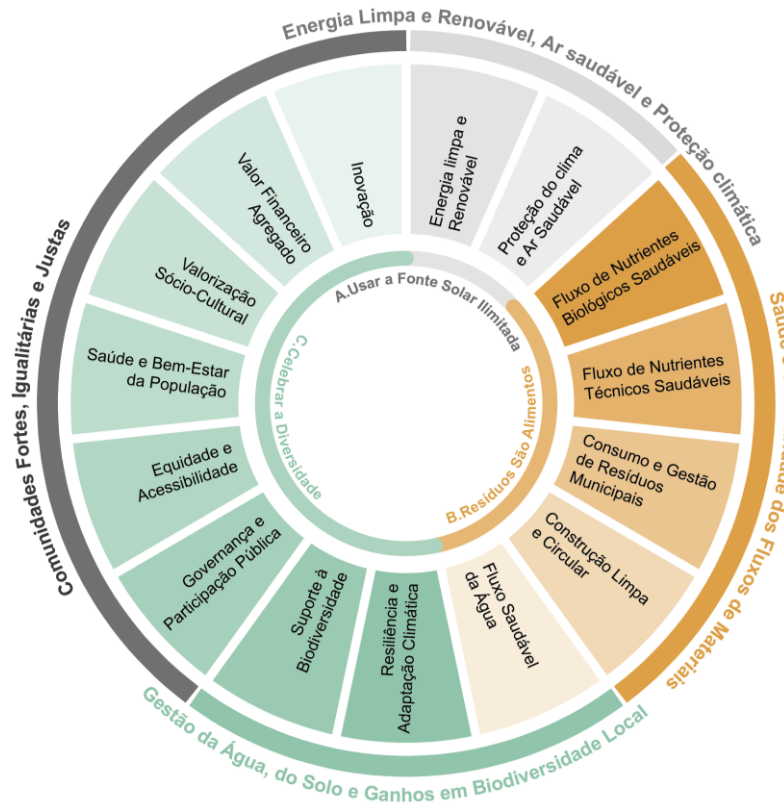 Energia Limpa e Renovável, Ar saudável e Proteção climática
Energia limpa e
Renovável
Proteção do clima
e Ar Saudável
Fluxo de Nutrientes
Biológicos Saudáveis
Fluxo de Nutrientes
Técnicos Saudáveis
Consumo e Gestão
de Resíduos
Municipais
Construção Limpa
e Circular
Fluxo Saudável
da Água
Resiliência e
Adaptação Climática
Suporte à
Biodiversidade
Governança e
Participação Pública
Equidade e
Acessibilidade
Saúde e Bem-Estar
da População
Valorização
Sócio-Cultural
Valor Financeiro
Agregado
Inovação
A.Usar a Fonte Solar Ilimitada
B.Resíduos São Alimentos
C.Celebrar a Diversidade
dos Fluxos de Materiais
Gestão da Água, do Solo e Ganhos em Biodiversidade Local
Comunidades Fortes, Igualitárias e Justas